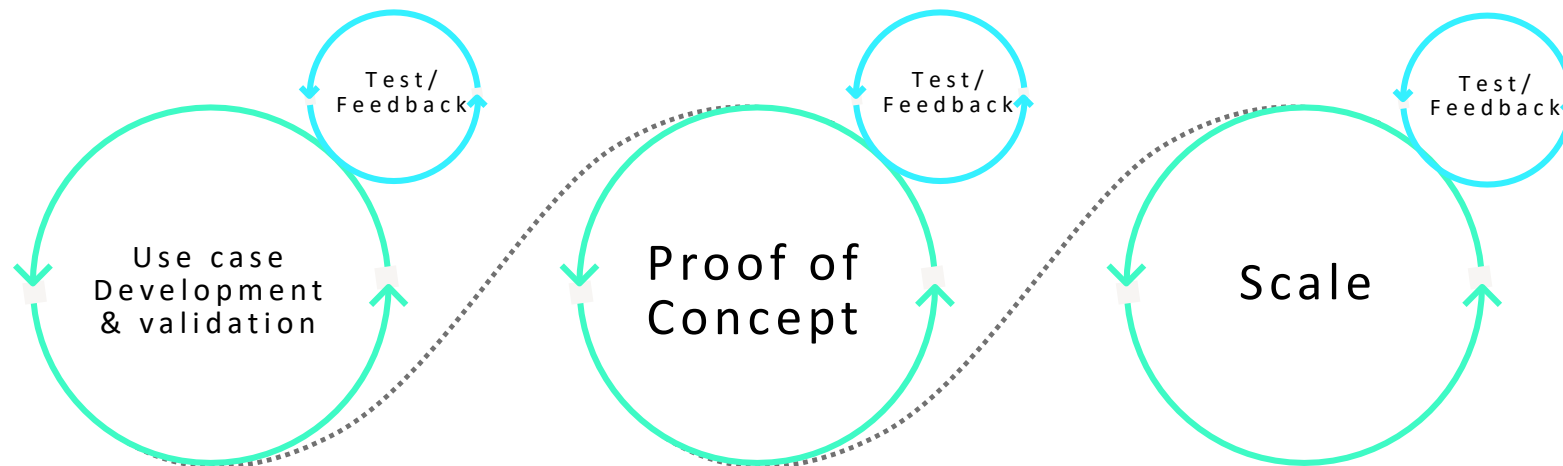 Test/
Feedback
Test/
Feedback
Test/
Feedback
Use case
Development
& validation
Proof of
Concept
Scale